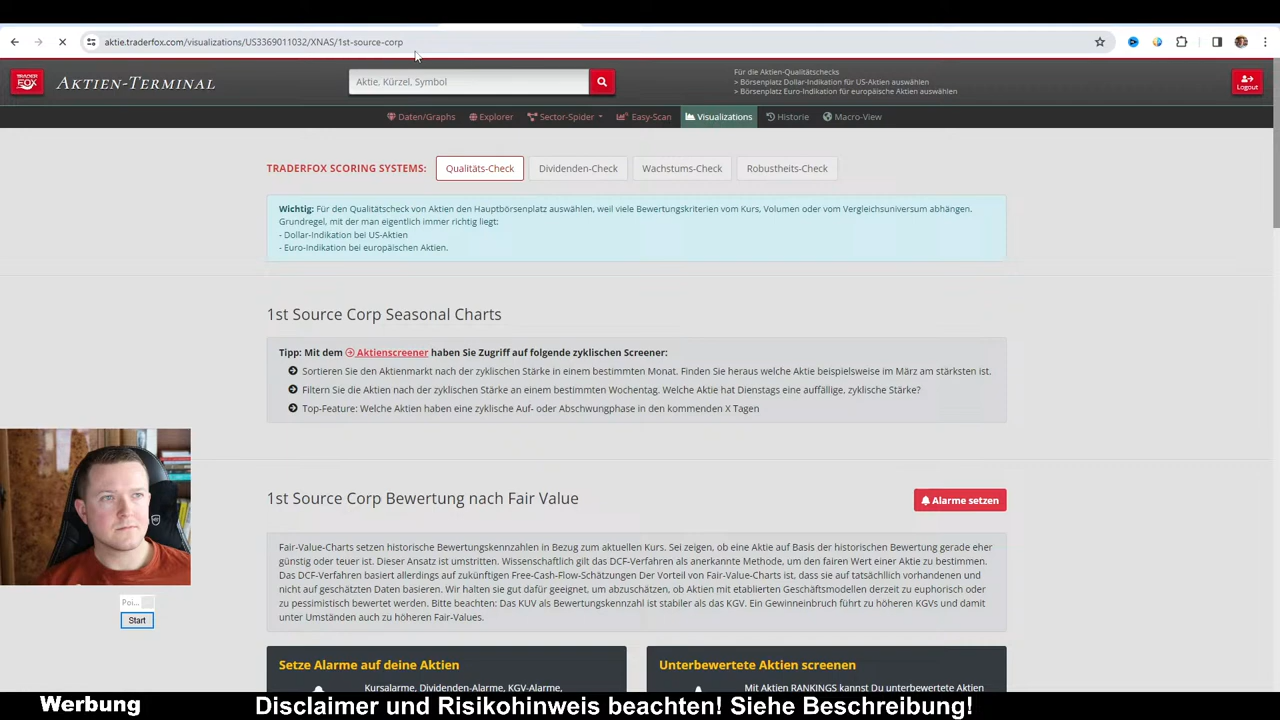 aktie.traderfox.com/visualizations/US3369011032/XNAS/1st-source-corp
TRADER FOX
AKTIEN-TERMINAL
Aktie, Kürzel, Symbol
Für die Aktien-Qualitätschecks
> Börsenplatz Dollar-Indikation für US-Aktien auswählen
> Börsenplatz Euro-Indikation für europäische Aktien auswählen
Logout
Daten/Graphs Explorer Sector-Spider Easy-Scan Visualizations Historie Macro-View
TRADERFOX SCORING SYSTEMS: Qualitäts-Check Dividenden-Check Wachstums-Check Robustheits-Check
Wichtig: Für den Qualitätscheck von Aktien den Hauptbörsenplatz auswählen, weil viele Bewertungskriterien vom Kurs, Volumen oder vom Vergleichsuniversum abhängen.
Grundregel, mit der man eigentlich immer richtig liegt:
- Dollar-Indikation bei US-Aktien
- Euro-Indikation bei europäischen Aktien.
1st Source Corp Seasonal Charts
Tipp: Mit dem Aktienscreener haben Sie Zugriff auf folgende zyklischen Screener:
Sortieren Sie den Aktienmarkt nach der zyklischen Stärke in einem bestimmten Monat. Finden Sie heraus welche Aktie beispielsweise im März am stärksten ist.
Filtern Sie die Aktien nach der zyklischen Stärke an einem bestimmten Wochentag. Welche Aktie hat Dienstags eine auffällige, zyklische Stärke?
Top-Feature: Welche Aktien haben eine zyklische Auf- oder Abschwungphase in den kommenden X Tagen
1st Source Corp Bewertung nach Fair Value
Alarme setzen
Fair-Value-Charts setzen historische Bewertungskennzahlen in Bezug zum aktuellen Kurs. Sei zeigen, ob eine Aktie auf Basis der historischen Bewertung gerade eher
günstig oder teuer ist. Dieser Ansatz ist umstritten. Wissenschaftlich gilt das DCF-Verfahren als anerkannte Methode, um den fairen Wert einer Aktie zu bestimmen.
Das DCF-Verfahren basiert allerdings auf zukünftigen Free-Cash-Flow-Schätzungen Der Vorteil von Fair-Value-Charts ist, dass sie auf tatsächlich vorhandenen und
nicht auf geschätzten Daten basieren. Wir halten sie gut dafür geeignet, um abzuschätzen, ob Aktien mit etablierten Geschäftsmodellen derzeit zu euphorisch oder
zu pessimistisch bewertet werden. Bitte beachten: Das KUV als Bewertungskennzahl ist stabiler als das KGV. Ein Gewinneinbruch führt zu höheren KGVs und damit
unter Umständen auch zu höheren Fair-Values.
Poi...
Start
Setze Alarme auf deine Aktien
Kursalarme, Dividenden-Alarme, KGV-Alarme,
Unterbewertete Aktien screenen
Mit Aktien RANKINGS kannst Du unterbewertete Aktien
Werbung
Disclaimer und Risikohinweis beachten! Siehe Beschreibung!